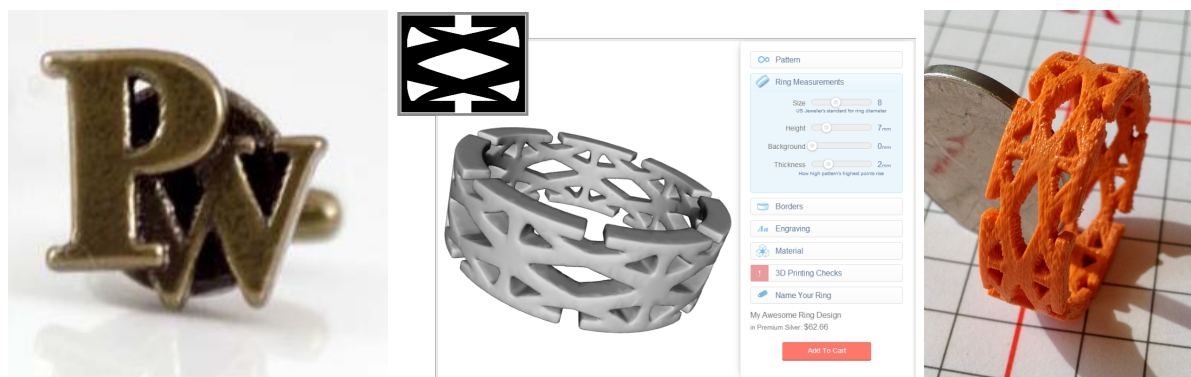 PW
Pattern
Ring Measurements
Size 8
US Jeweler's standard for ring diameter
Height 7mm
Background 0mm
Thickness 2mm
How high pattern's highest points rise
Borders
Aa Engraving
Material
! 3D Printing Checks
Name Your Ring
My Awesome Ring Design
in Premium Silver: $62.66
Add To Cart